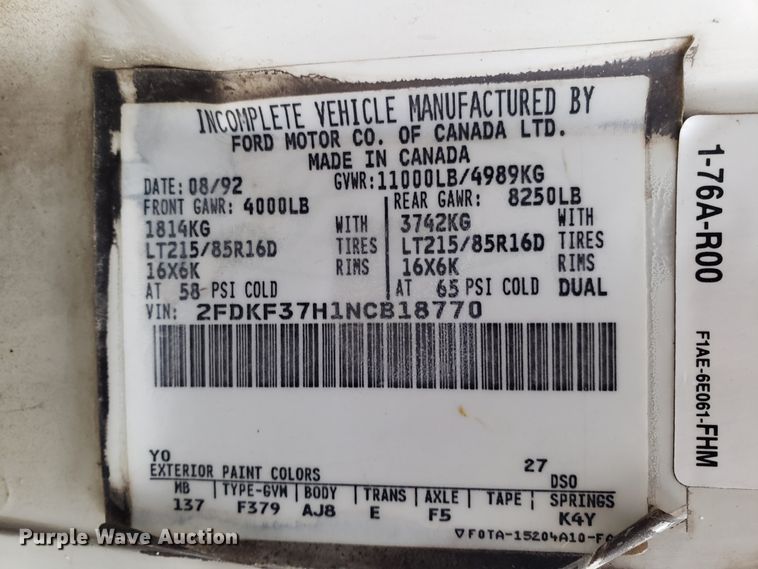 INCOMPLETE VEHICLE MANUFACTURED BY
FORD MOTOR CO. OF CANADA LTD.
MADE IN CANADA
DATE: 08/92 GVWR: 11000LB/4989KG
FRONT GAWR: 4000LB REAR GAWR: 8250LB
1814KG WITH 3742KG WITH
LT215/85R16D TIRES LT215/85R16D TIRES
16X6K RIMS 16X6K RIMS
AT 58 PSI COLD AT 65 PSI COLD DUAL
VIN: 2FDKF37H1NCB18770
YO 27
EXTERIOR PAINT COLORS DSO
MB TYPE-GVM BODY TRANS AXLE TAPE SPRINGS
137 F379 AJ8 E F5 K4Y
▽F0TA-15204A10-FA
1-76A-R00
F1AE-6E061-FHM
Purple Wave Auction